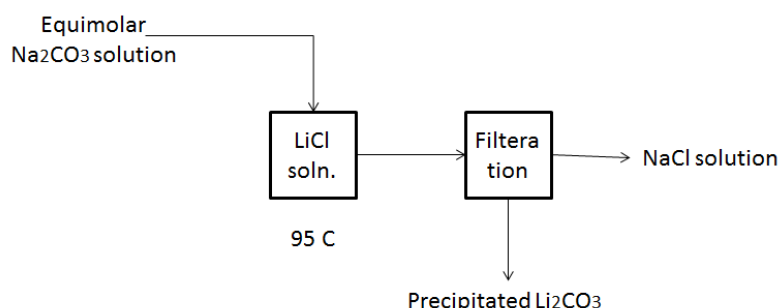 Equimolar
Na2CO3 solution
LiCl
soln.
Filtera
tion
NaCl solution
95 C
Precipitated Li2CO3